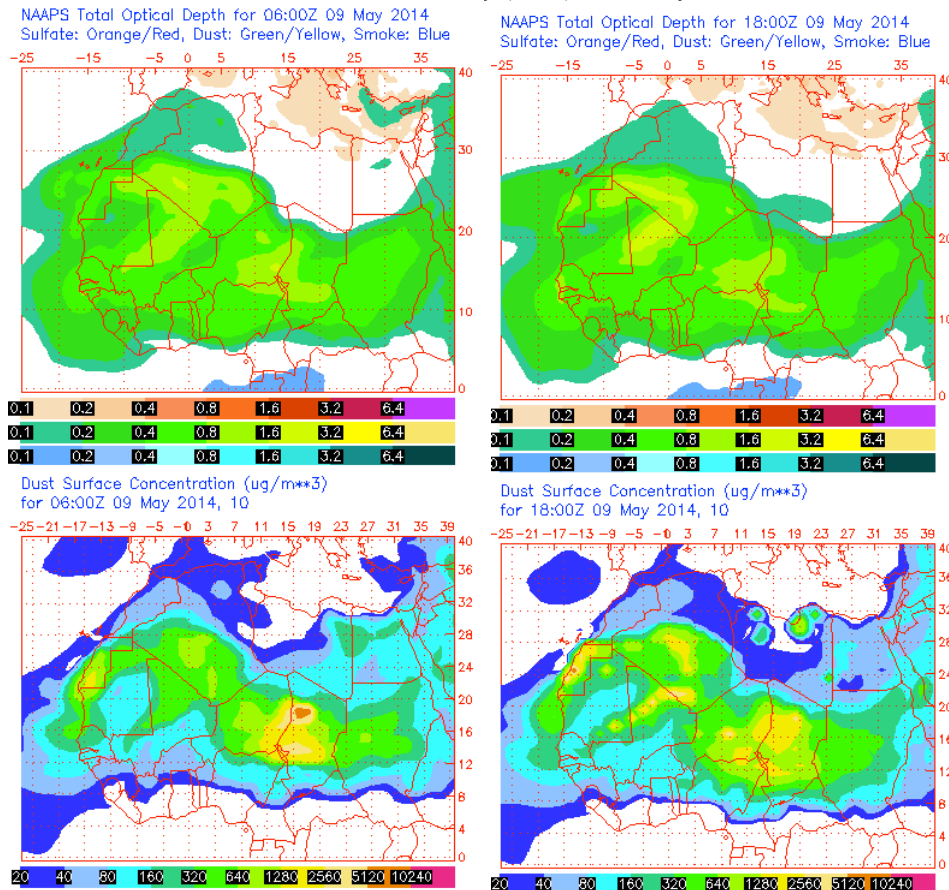 NAAPS Total Optical Depth for 06:00Z 09 May 2014
Sulfate: Orange/Red, Dust: Green/Yellow, Smoke: Blue
-25 -15 -5 0 5 15 25 35 40
30
20
10
0
0.1 0.2 0.4 0.8 1.6 3.2 6.4
0.1 0.2 0.4 0.8 1.6 3.2 6.4
0.1 0.2 0.4 0.8 1.6 3.2 6.4
NAAPS Total Optical Depth for 18:00Z 09 May 2014
Sulfate: Orange/Red, Dust: Green/Yellow, Smoke: Blue
-25 -15 -5 0 5 15 25 35 40
30
20
10
0
0.1 0.2 0.4 0.8 1.6 3.2 6.4
0.1 0.2 0.4 0.8 1.6 3.2 6.4
0.1 0.2 0.4 0.8 1.6 3.2 6.4
Dust Surface Concentration (ug/m**3)
for 06:00Z 09 May 2014, 10
-25 -21 -17 -13 -9 -5 -1 0 3 7 11 15 19 23 27 31 35 39
40
36
32
28
24
20
16
12
8
4
0
20 40 80 160 320 640 1280 2560 5120 10240
Dust Surface Concentration (ug/m**3)
for 18:00Z 09 May 2014, 10
-25 -21 -17 -13 -9 -5 -1 0 3 7 11 15 19 23 27 31 35 39
40
36
32
28
24
20
16
12
8
4
0
20 40 80 160 320 640 1280 2560 5120 10240